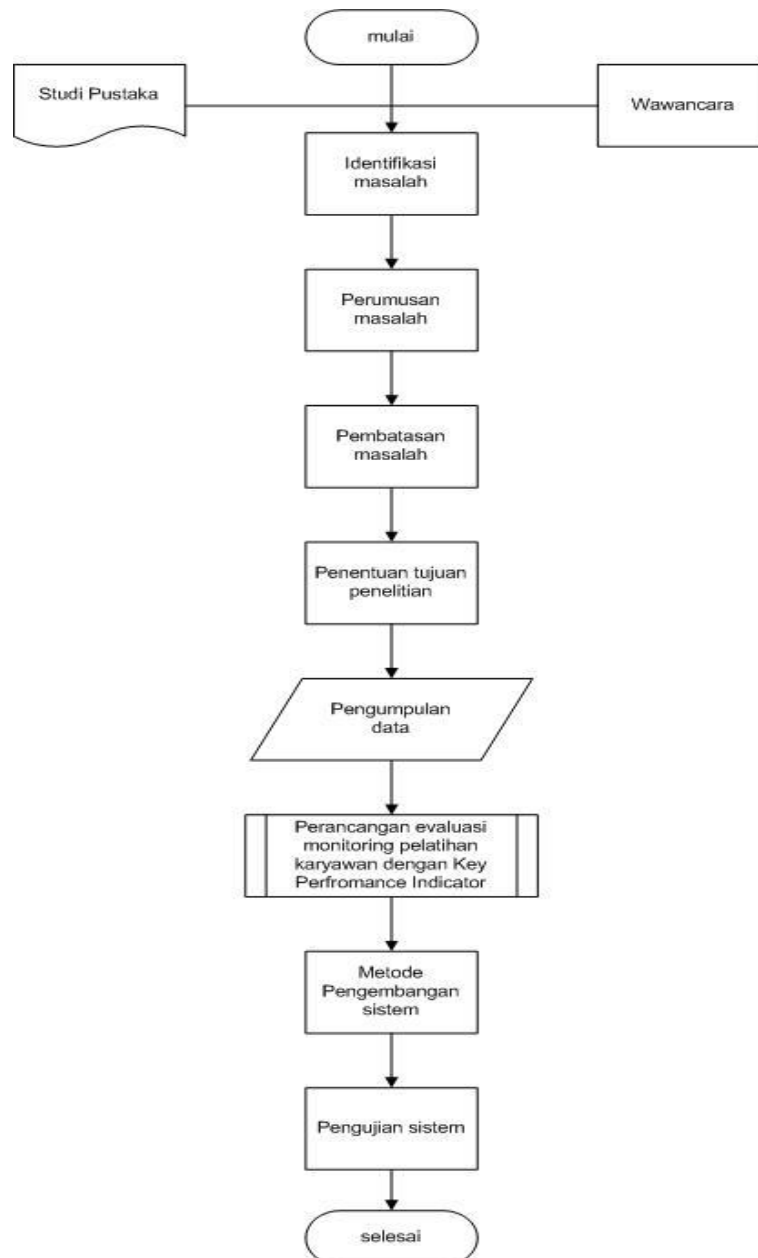 mulai
Studi Pustaka
Wawancara
Identifikasi
masalah
Perumusan
masalah
Pembatasan
masalah
Penentuan tujuan
penelitian
Pengumpulan
data
Perancangan evaluasi
monitoring pelatihan
karyawan dengan Key
Perfromance Indicator
Metode
Pengembangan
sistem
Pengujian sistem
selesai